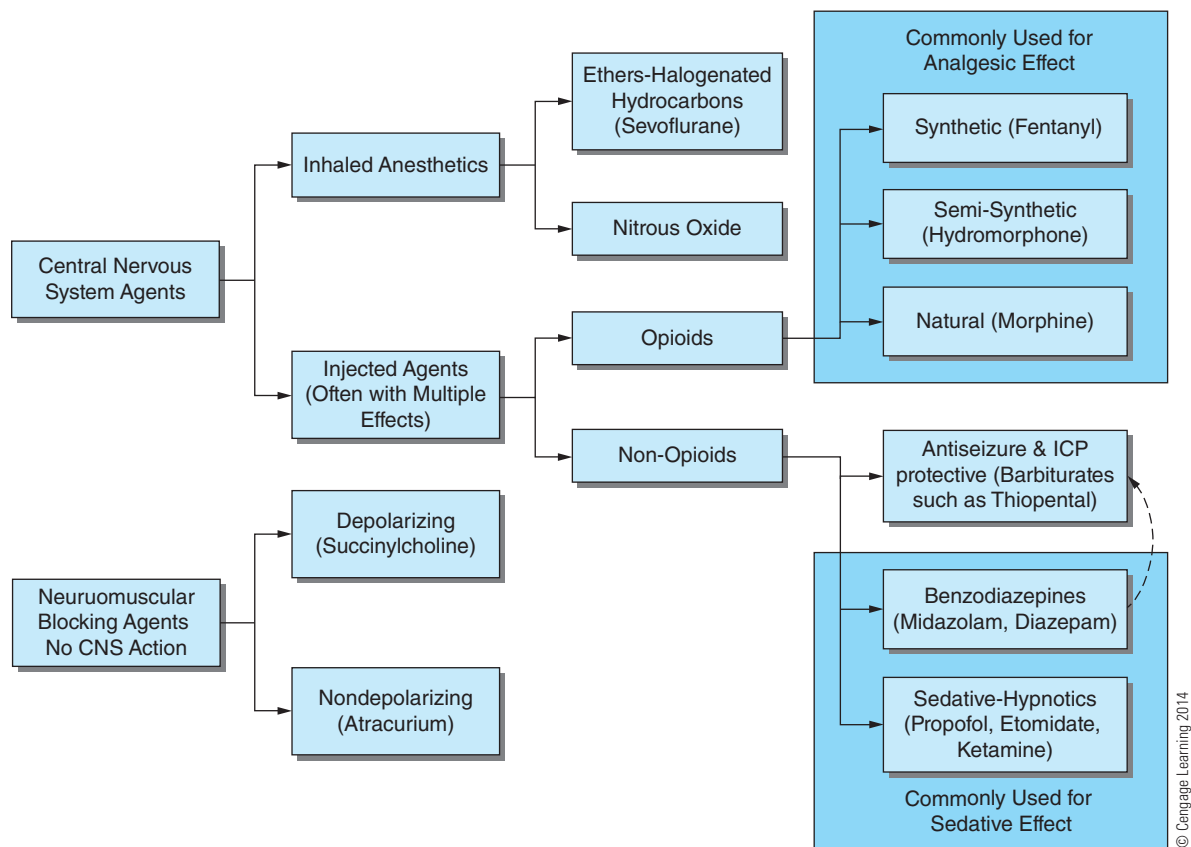 Commonly Used for
Analgesic Effect
Ethers-Halogenated
Hydrocarbons
(Sevoflurane)
Synthetic (Fentanyl)
Inhaled Anesthetics
Nitrous Oxide
Semi-Synthetic
(Hydromorphone)
Central Nervous
System Agents
Natural (Morphine)
Opioids
Injected Agents
(Often with Multiple
Effects)
Non-Opioids
Antiseizure & ICP
protective (Barbiturates
such as Thiopental)
Depolarizing
(Succinylcholine)
Neuruomuscular
Blocking Agents
No CNS Action
Benzodiazepines
(Midazolam, Diazepam)
Nondepolarizing
(Atracurium)
Sedative-Hypnotics
(Propofol, Etomidate,
Ketamine)
Commonly Used for
Sedative Effect
© Cengage Learning 2014